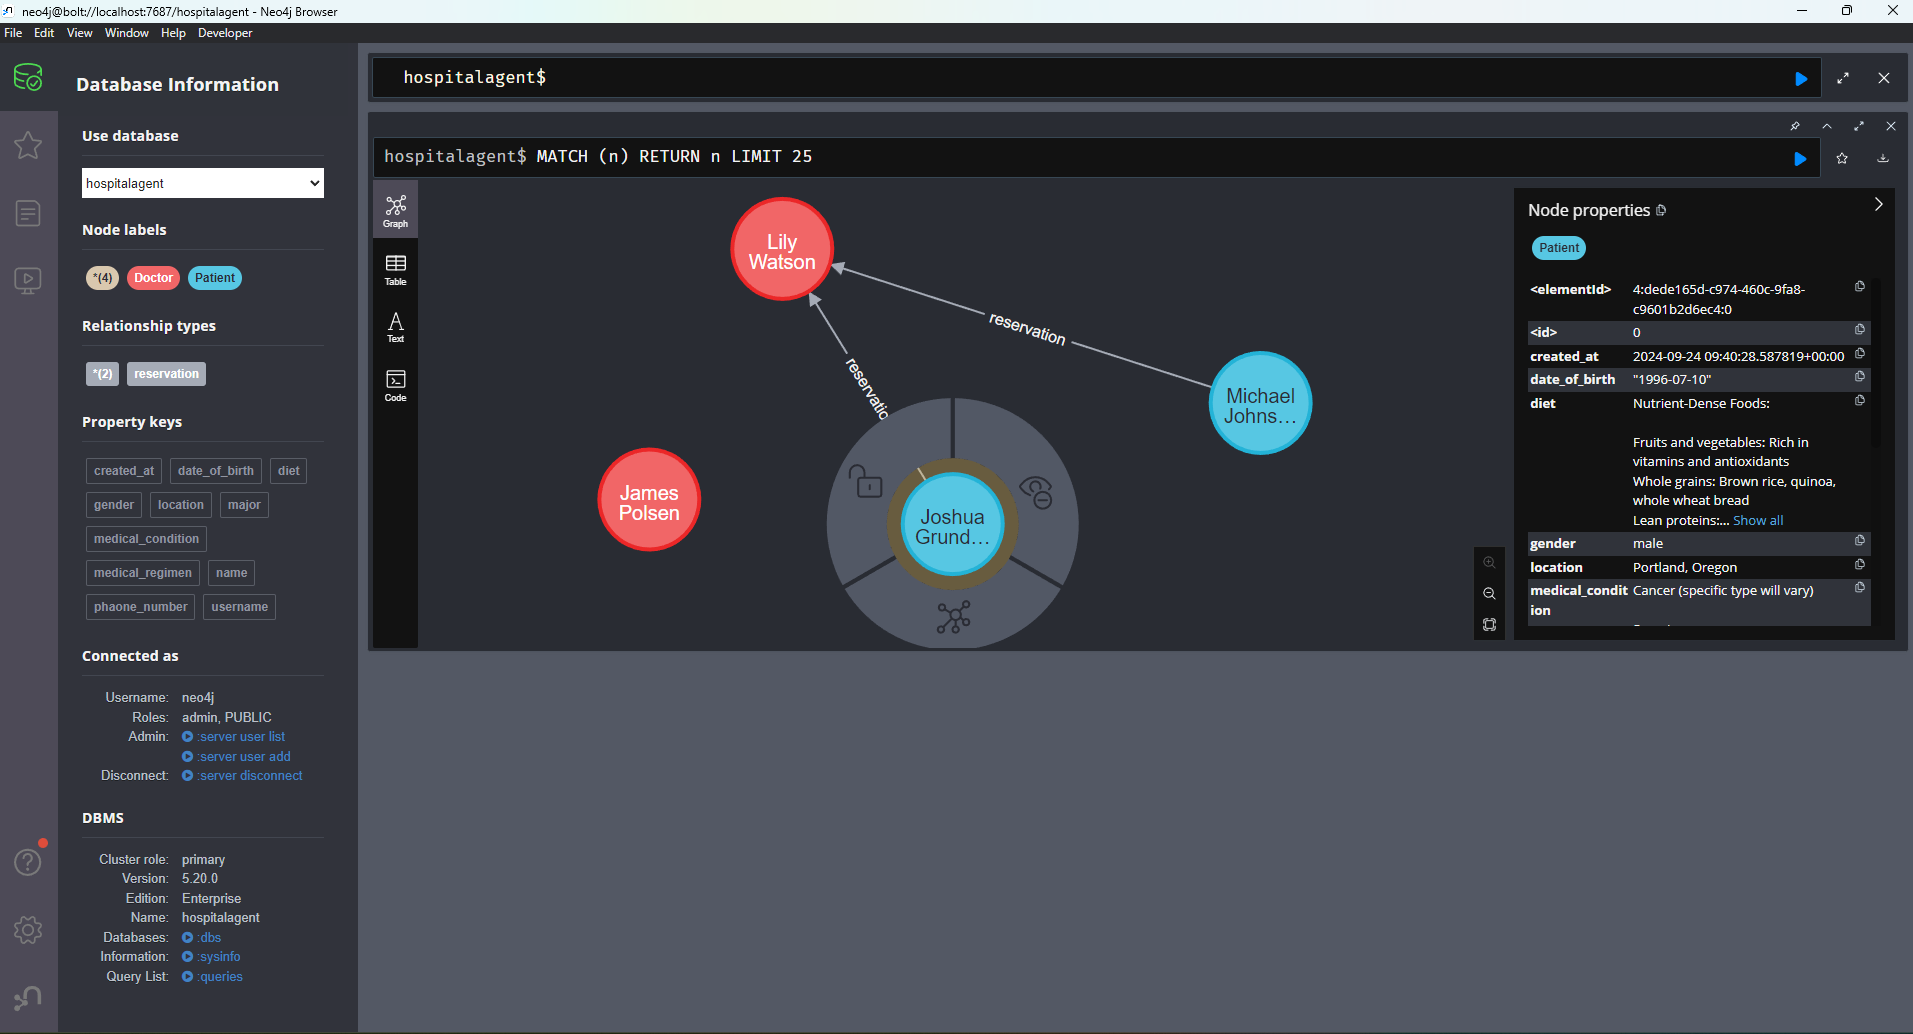 neo4j@bolt://localhost:7687/hospitalagent - Neo4j Browser
File Edit View Window Help Developer
Database Information
Use database
hospitalagent
Node labels
*(4) Doctor Patient
Relationship types
*(2) reservation
Property keys
created_at date_of_birth diet
gender location major
medical_condition
medical_regimen name
phaone_number username
Connected as
Username: neo4j
Roles: admin, PUBLIC
Admin: :server user list
:server user add
Disconnect: :server disconnect
DBMS
Cluster role: primary
Version: 5.20.0
Edition: Enterprise
Name: hospitalagent
Databases: :dbs
Information: :sysinfo
Query List: :queries
hospitalagent$
hospitalagent$ MATCH (n) RETURN n LIMIT 25
Graph
Table
Text
Code
Lily
Watson
reservation
reservatio
Michael
Johns...
James
Polsen
Joshua
Grund...
Node properties
Patient
<elementId> 4:dede165d-c974-460c-9fa8-
c9601b2d6ec4:0
<id> 0
created_at 2024-09-24 09:40:28.587819+00:00
date_of_birth "1996-07-10"
diet Nutrient-Dense Foods:
Fruits and vegetables: Rich in
vitamins and antioxidants
Whole grains: Brown rice, quinoa,
whole wheat bread
Lean proteins:... Show all
gender male
location Portland, Oregon
medical_condit Cancer (specific type will vary)
ion